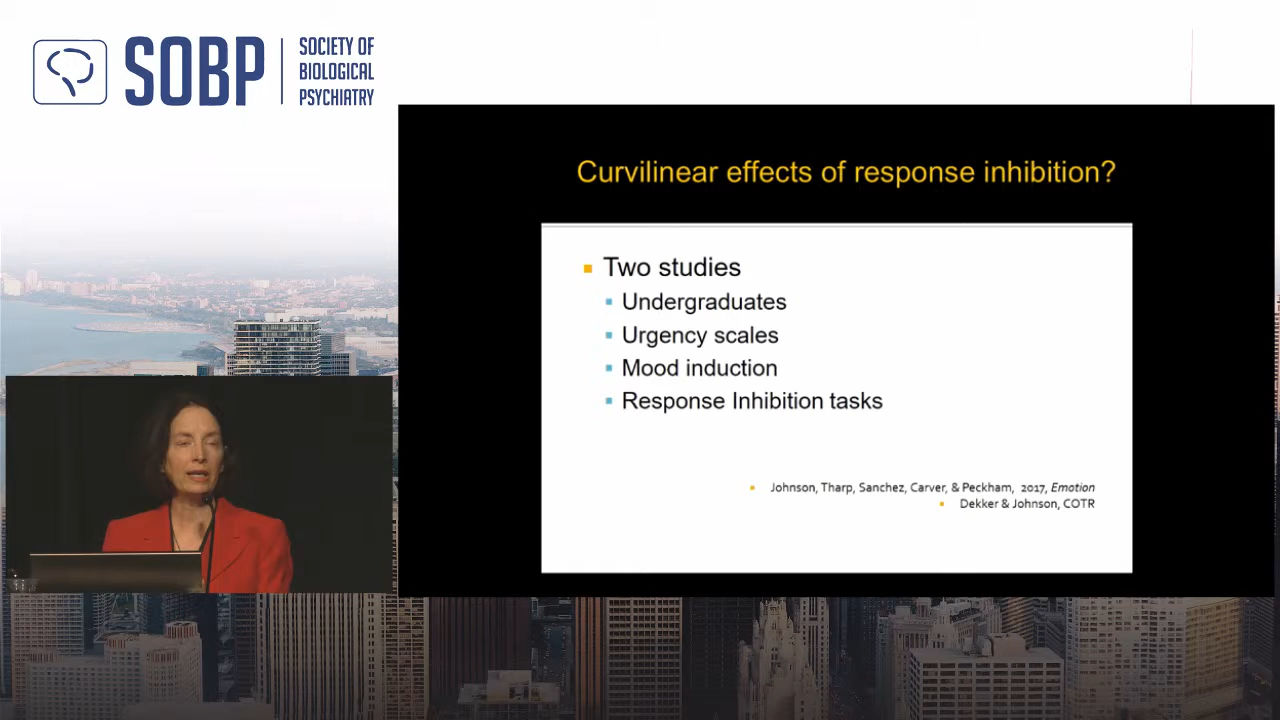 SOBP
SOCIETY OF
BIOLOGICAL
PSYCHIATRY
Curvilinear effects of response inhibition?
Two studies
Undergraduates
Urgency scales
Mood induction
Response Inhibition tasks
Johnson, Tharp, Sanchez, Carver, & Peckham, 2017, Emotion
Dekker & Johnson, COTR